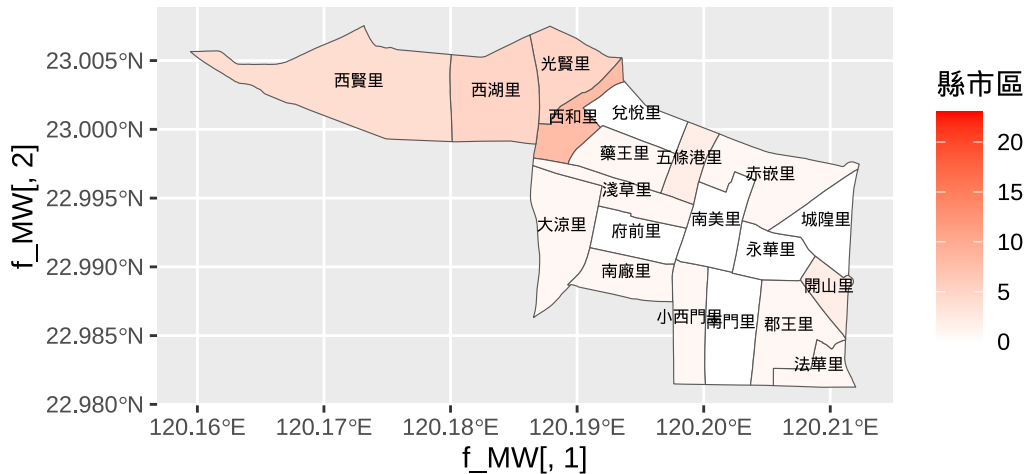 23.005°N
23.000°N
22.995°N
22.990°N
22.985°N
22.980°N
f_MW[, 2]
西賢里
西湖里
光賢里
西和里
兌悅里
藥王里
五條港里
赤嵌里
淺草里
大涼里
府前里
南美里
城隍里
永華里
南廠里
開山里
小西門里
南門里
郡王里
法華里
120.16°E
120.17°E
120.18°E
120.19°E
120.20°E
120.21°E
f_MW[, 1]
縣市區
20
15
10
5
0